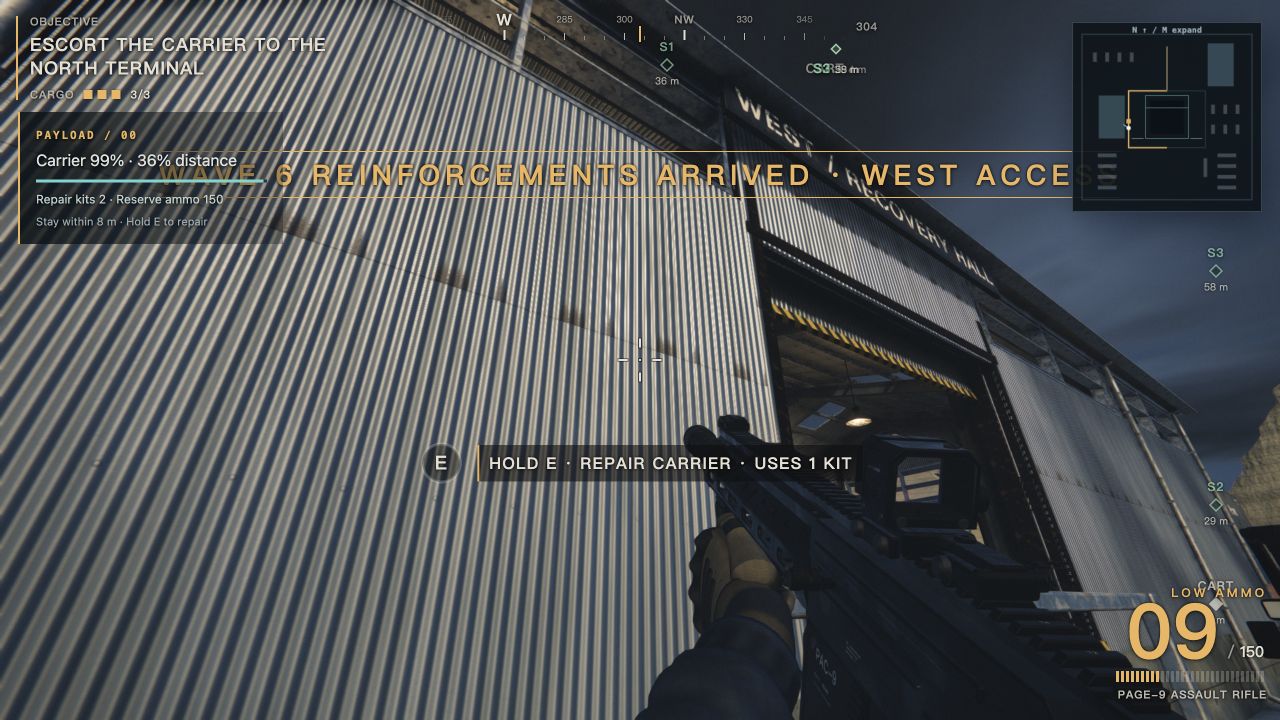 OBJECTIVE
ESCORT THE CARRIER TO THE
NORTH TERMINAL
CARGO 3/3
PAYLOAD / 00
Carrier 99% · 36% distance
Repair kits 2 · Reserve ammo 150
Stay within 8 m · Hold E to repair
W 285 300 NW 330 345
304
S1
36 m
S3
N ↑ / M expand
WAVE 6 REINFORCEMENTS ARRIVED · WEST ACCESS
WEST
RECOVERY HALL
S3
58 m
E HOLD E · REPAIR CARRIER · USES 1 KIT
S2
29 m
CART
m
LOW AMMO
09 / 150
PAGE-9 ASSAULT RIFLE
PAC-9